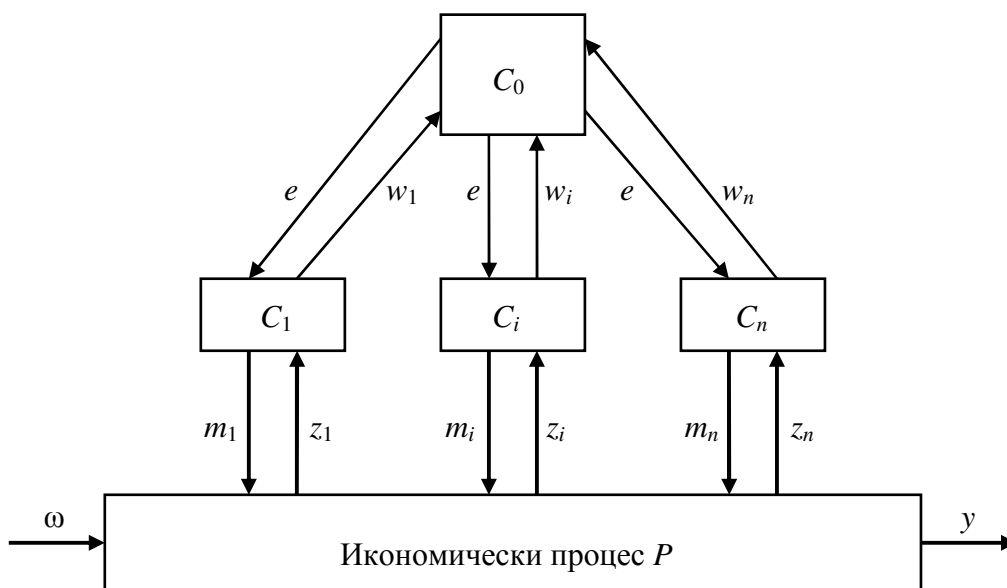 C₀
e w₁ e wᵢ e wₙ
C₁ Cᵢ Cₙ
m₁ z₁ mᵢ zᵢ mₙ zₙ
ω y
Икономически процес P